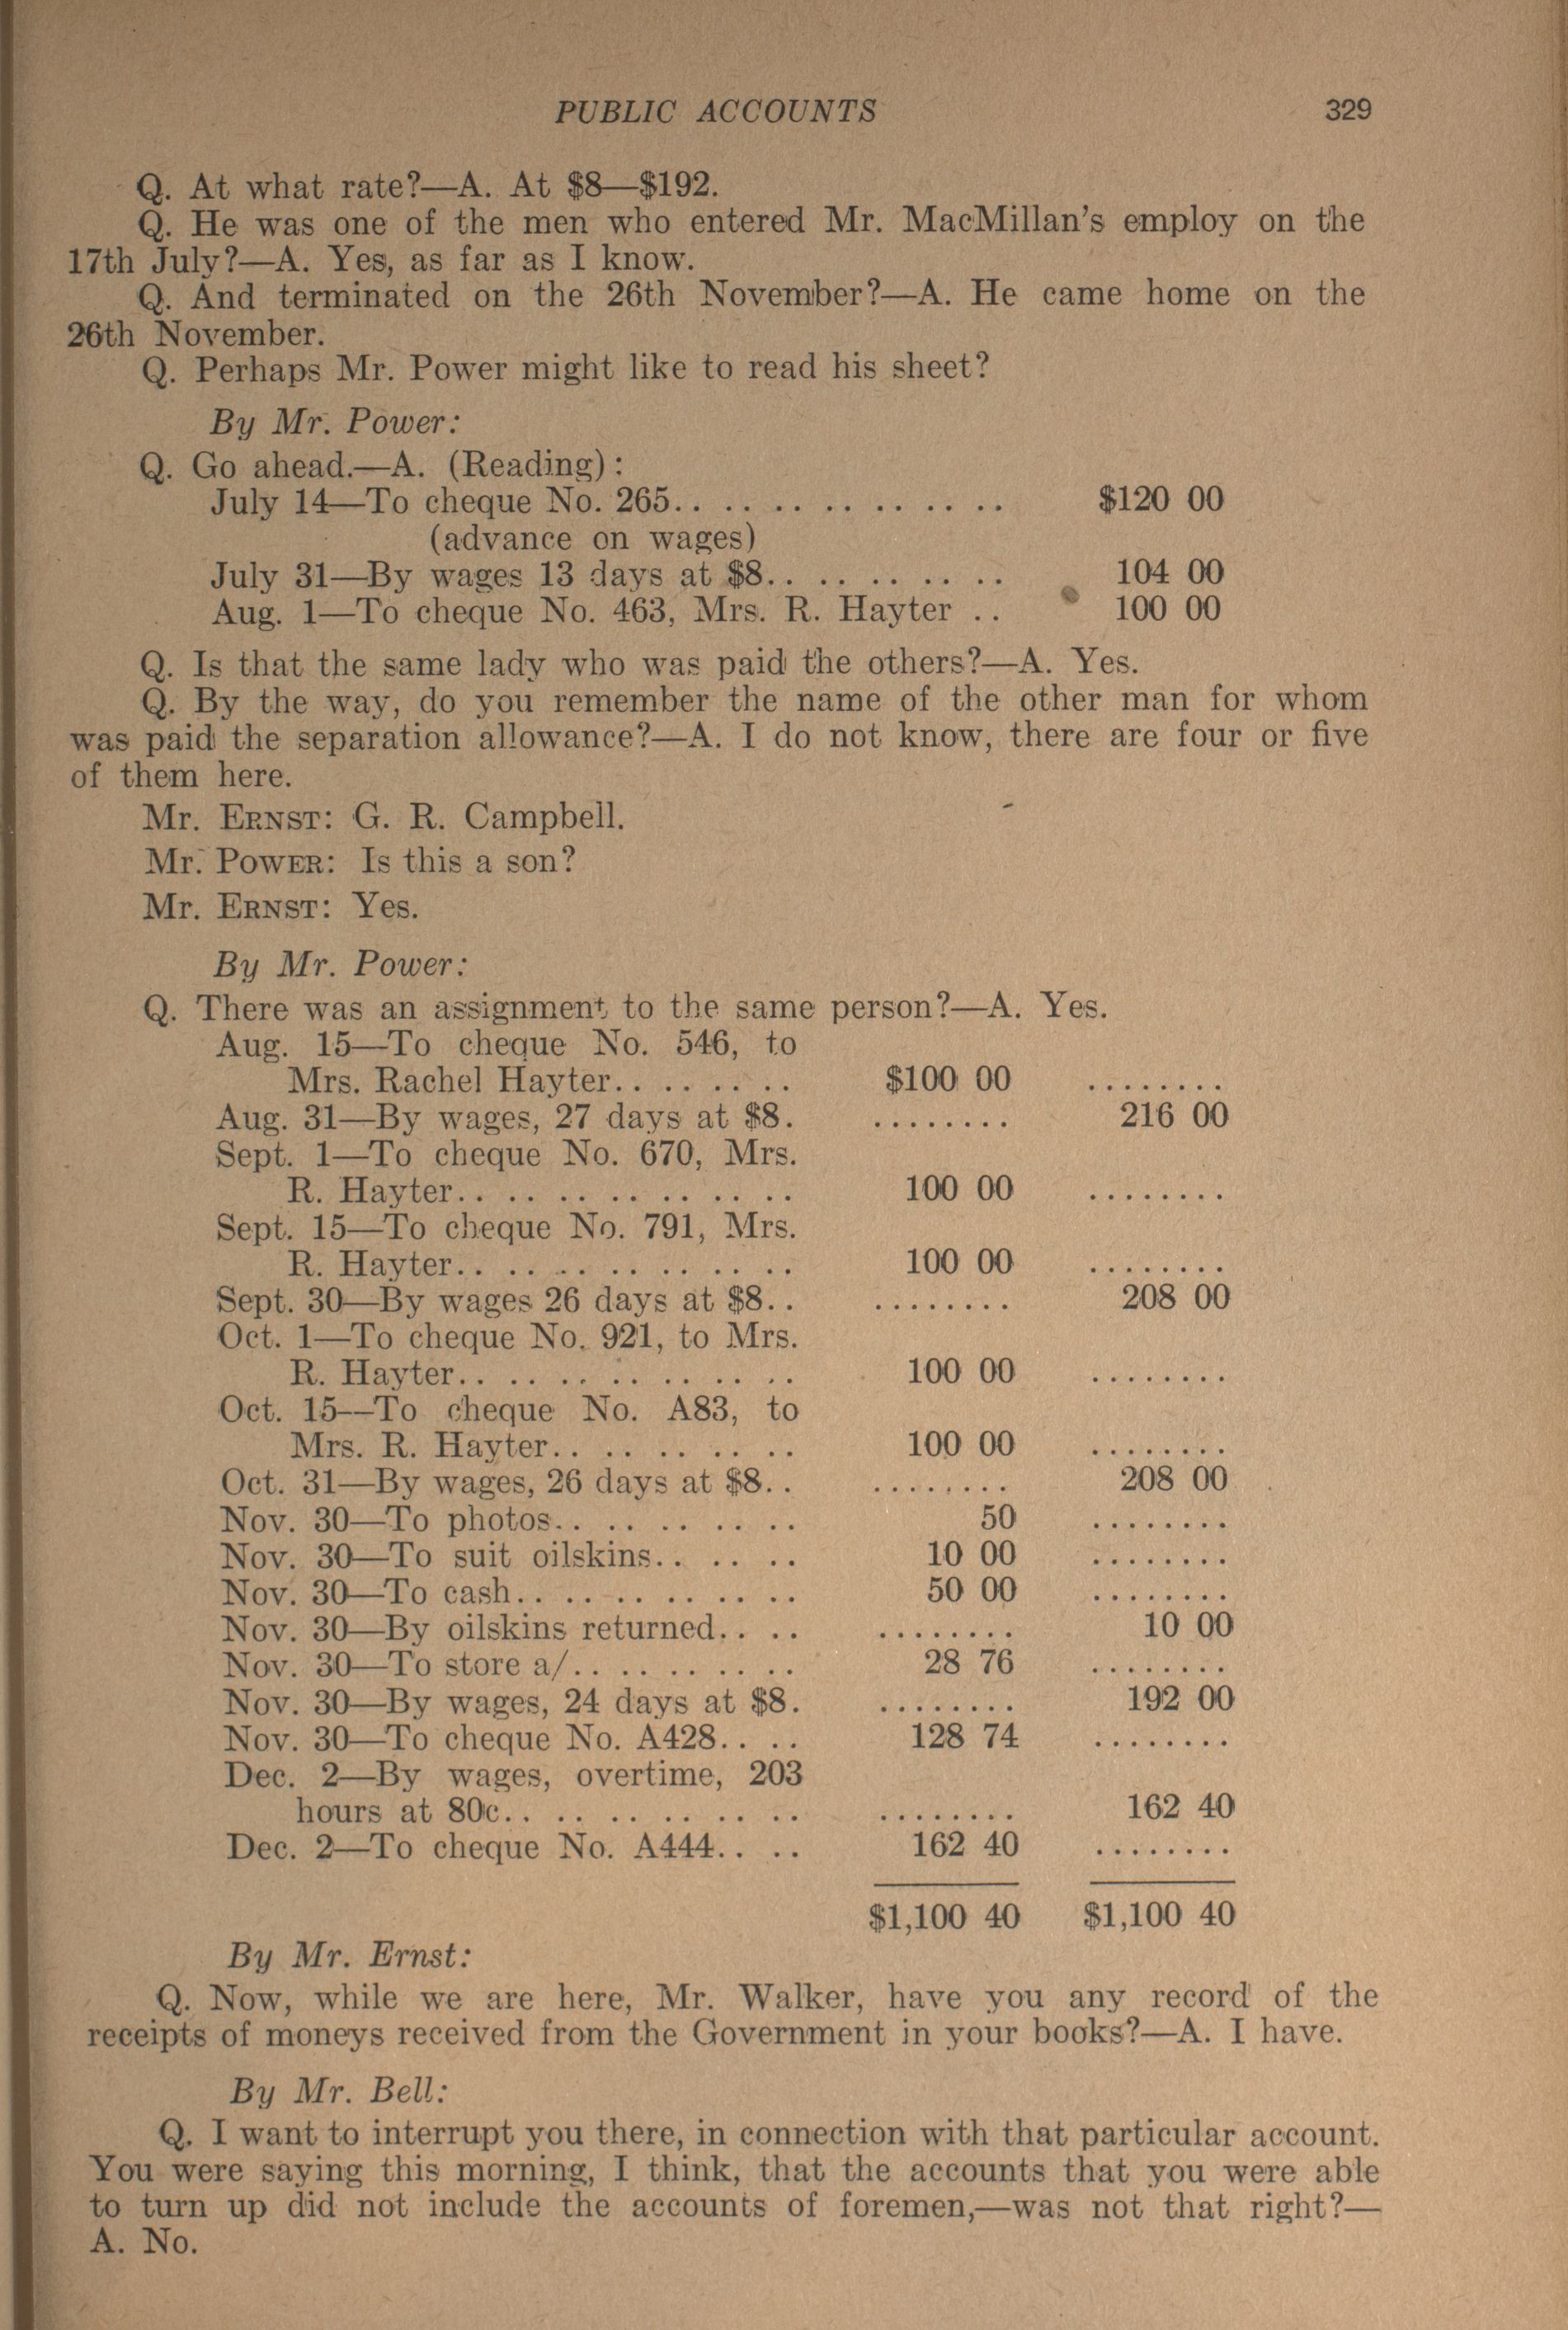 PUBLIC ACCOUNTS 329
Q. At what rate?—A. At $8—$192.
Q. He was one of the men who entered Mr. MacMillan's employ on the
17th July?—A. Yes, as far as I know.
Q. And terminated on the 26th November?—A. He came home on the
26th November.
Q. Perhaps Mr. Power might like to read his sheet?
By Mr. Power:
Q. Go ahead.—A. (Reading):
July 14—To cheque No. 265.. .. .. .. .. .. .. $120 00
(advance on wages)
July 31—By wages 13 days at $8.. .. .. .. .. 104 00
Aug. 1—To cheque No. 463, Mrs. R. Hayter .. 100 00
Q. Is that the same lady who was paid the others?—A. Yes.
Q. By the way, do you remember the name of the other man for whom
was paid the separation allowance?—A. I do not know, there are four or five
of them here.
Mr. ERNST: G. R. Campbell.
Mr. POWER: Is this a son?
Mr. ERNST: Yes.
By Mr. Power:
Q. There was an assignment to the same person?—A. Yes.
Aug. 15—To cheque No. 546, to
Mrs. Rachel Hayter.. .. .. .. $100 00 ........
Aug. 31—By wages, 27 days at $8. ........ 216 00
Sept. 1—To cheque No. 670, Mrs.
R. Hayter.. .. .. .. .. .. .. 100 00 ........
Sept. 15—To cheque No. 791, Mrs.
R. Hayter.. .. .. .. .. .. .. 100 00 ........
Sept. 30—By wages 26 days at $8.. ........ 208 00
Oct. 1—To cheque No. 921, to Mrs.
R. Hayter.. .. .. .. .. .. .. 100 00 ........
Oct. 15—To cheque No. A83, to
Mrs. R. Hayter.. .. .. .. .. 100 00 ........
Oct. 31—By wages, 26 days at $8.. ........ 208 00
Nov. 30—To photos.. .. .. .. .. 50 ........
Nov. 30—To suit oilskins.. .. .. 10 00 ........
Nov. 30—To cash.. .. .. .. .. .. 50 00 ........
Nov. 30—By oilskins returned.. .. ........ 10 00
Nov. 30—To store a/.. .. .. .. .. 28 76 ........
Nov. 30—By wages, 24 days at $8. ........ 192 00
Nov. 30—To cheque No. A428.. .. 128 74 ........
Dec. 2—By wages, overtime, 203
hours at 80c.. .. .. .. .. .. ........ 162 40
Dec. 2—To cheque No. A444.. .. 162 40 ........
$1,100 40 $1,100 40
By Mr. Ernst:
Q. Now, while we are here, Mr. Walker, have you any record of the
receipts of moneys received from the Government in your books?—A. I have.
By Mr. Bell:
Q. I want to interrupt you there, in connection with that particular account.
You were saying this morning, I think, that the accounts that you were able
to turn up did not include the accounts of foremen,—was not that right?—
A. No.